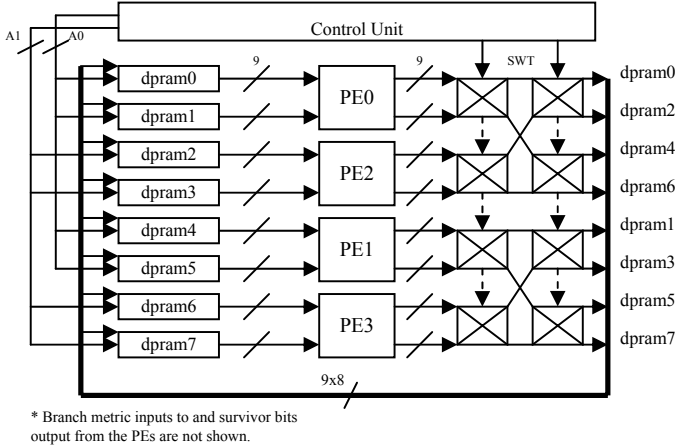 Control Unit
A1 A0
9 9 SWT
dpram0 PE0 dpram0
dpram1 dpram2
dpram2 PE2 dpram4
dpram3 dpram6
dpram4 PE1 dpram1
dpram5 dpram3
dpram6 PE3 dpram5
dpram7 dpram7
9x8
* Branch metric inputs to and survivor bits
output from the PEs are not shown.